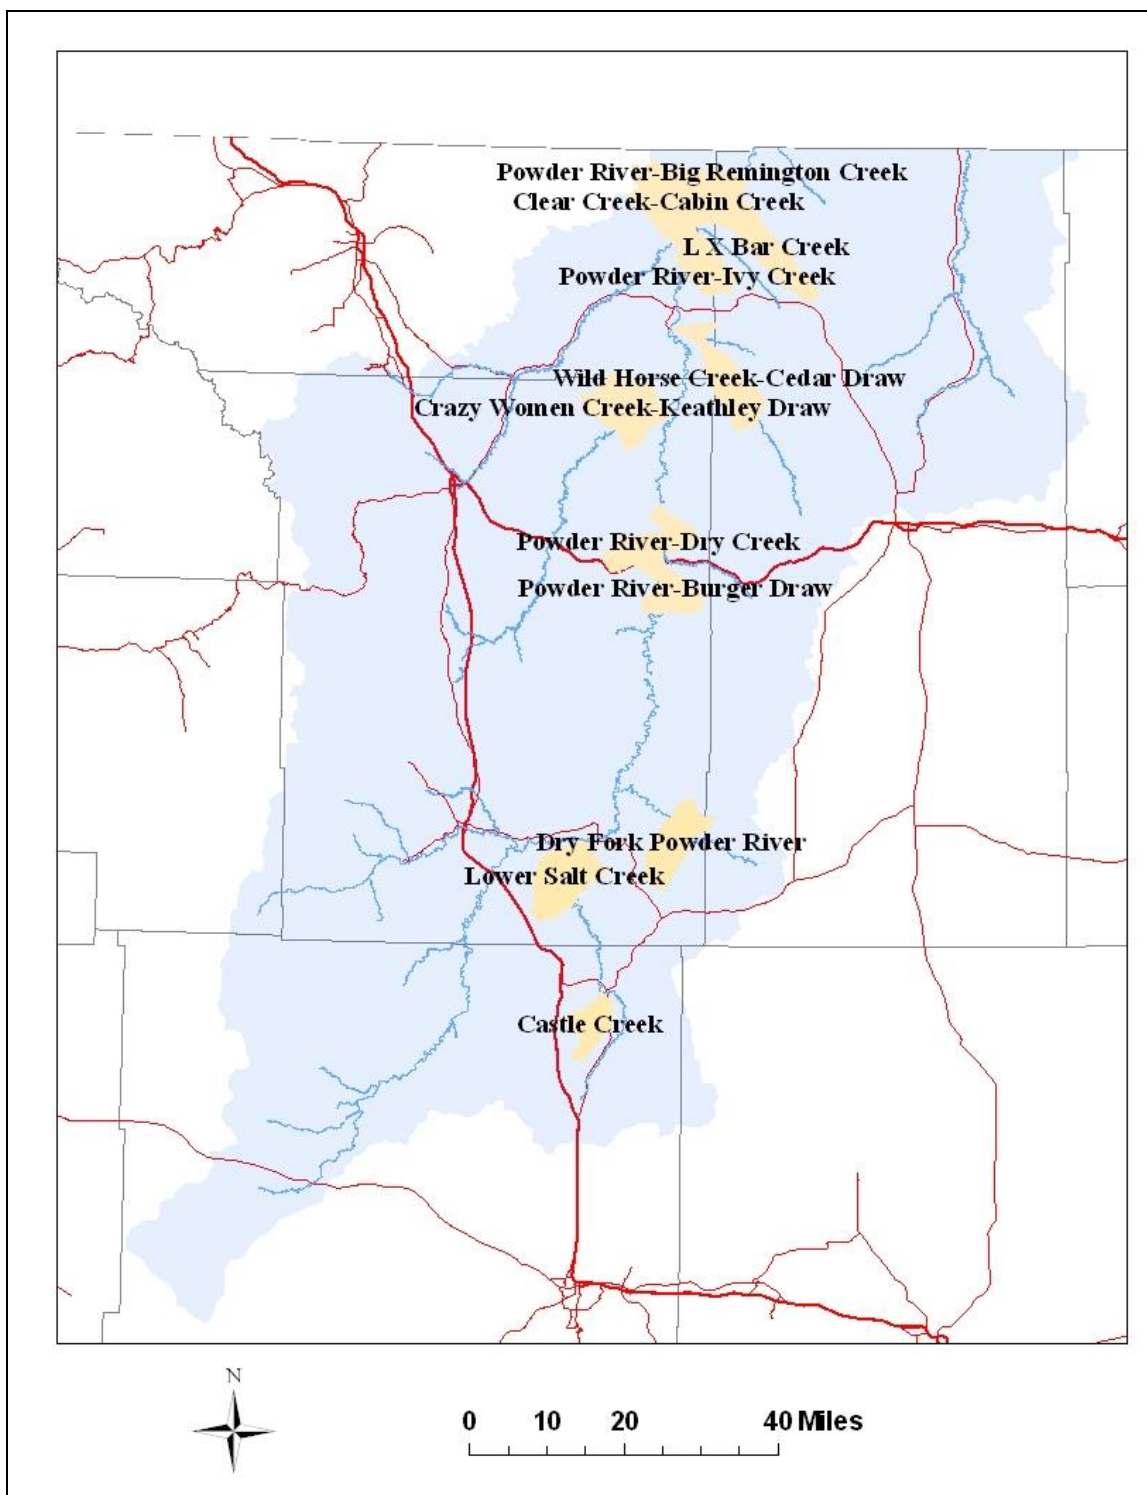 Powder River-Big Remington Creek
Clear Creek-Cabin Creek
L X Bar Creek
Powder River-Ivy Creek
Wild Horse Creek-Cedar Draw
Crazy Women Creek-Keathley Draw
Powder River-Dry Creek
Powder River-Burger Draw
Dry Fork Powder River
Lower Salt Creek
Castle Creek
N
0 10 20 40 Miles